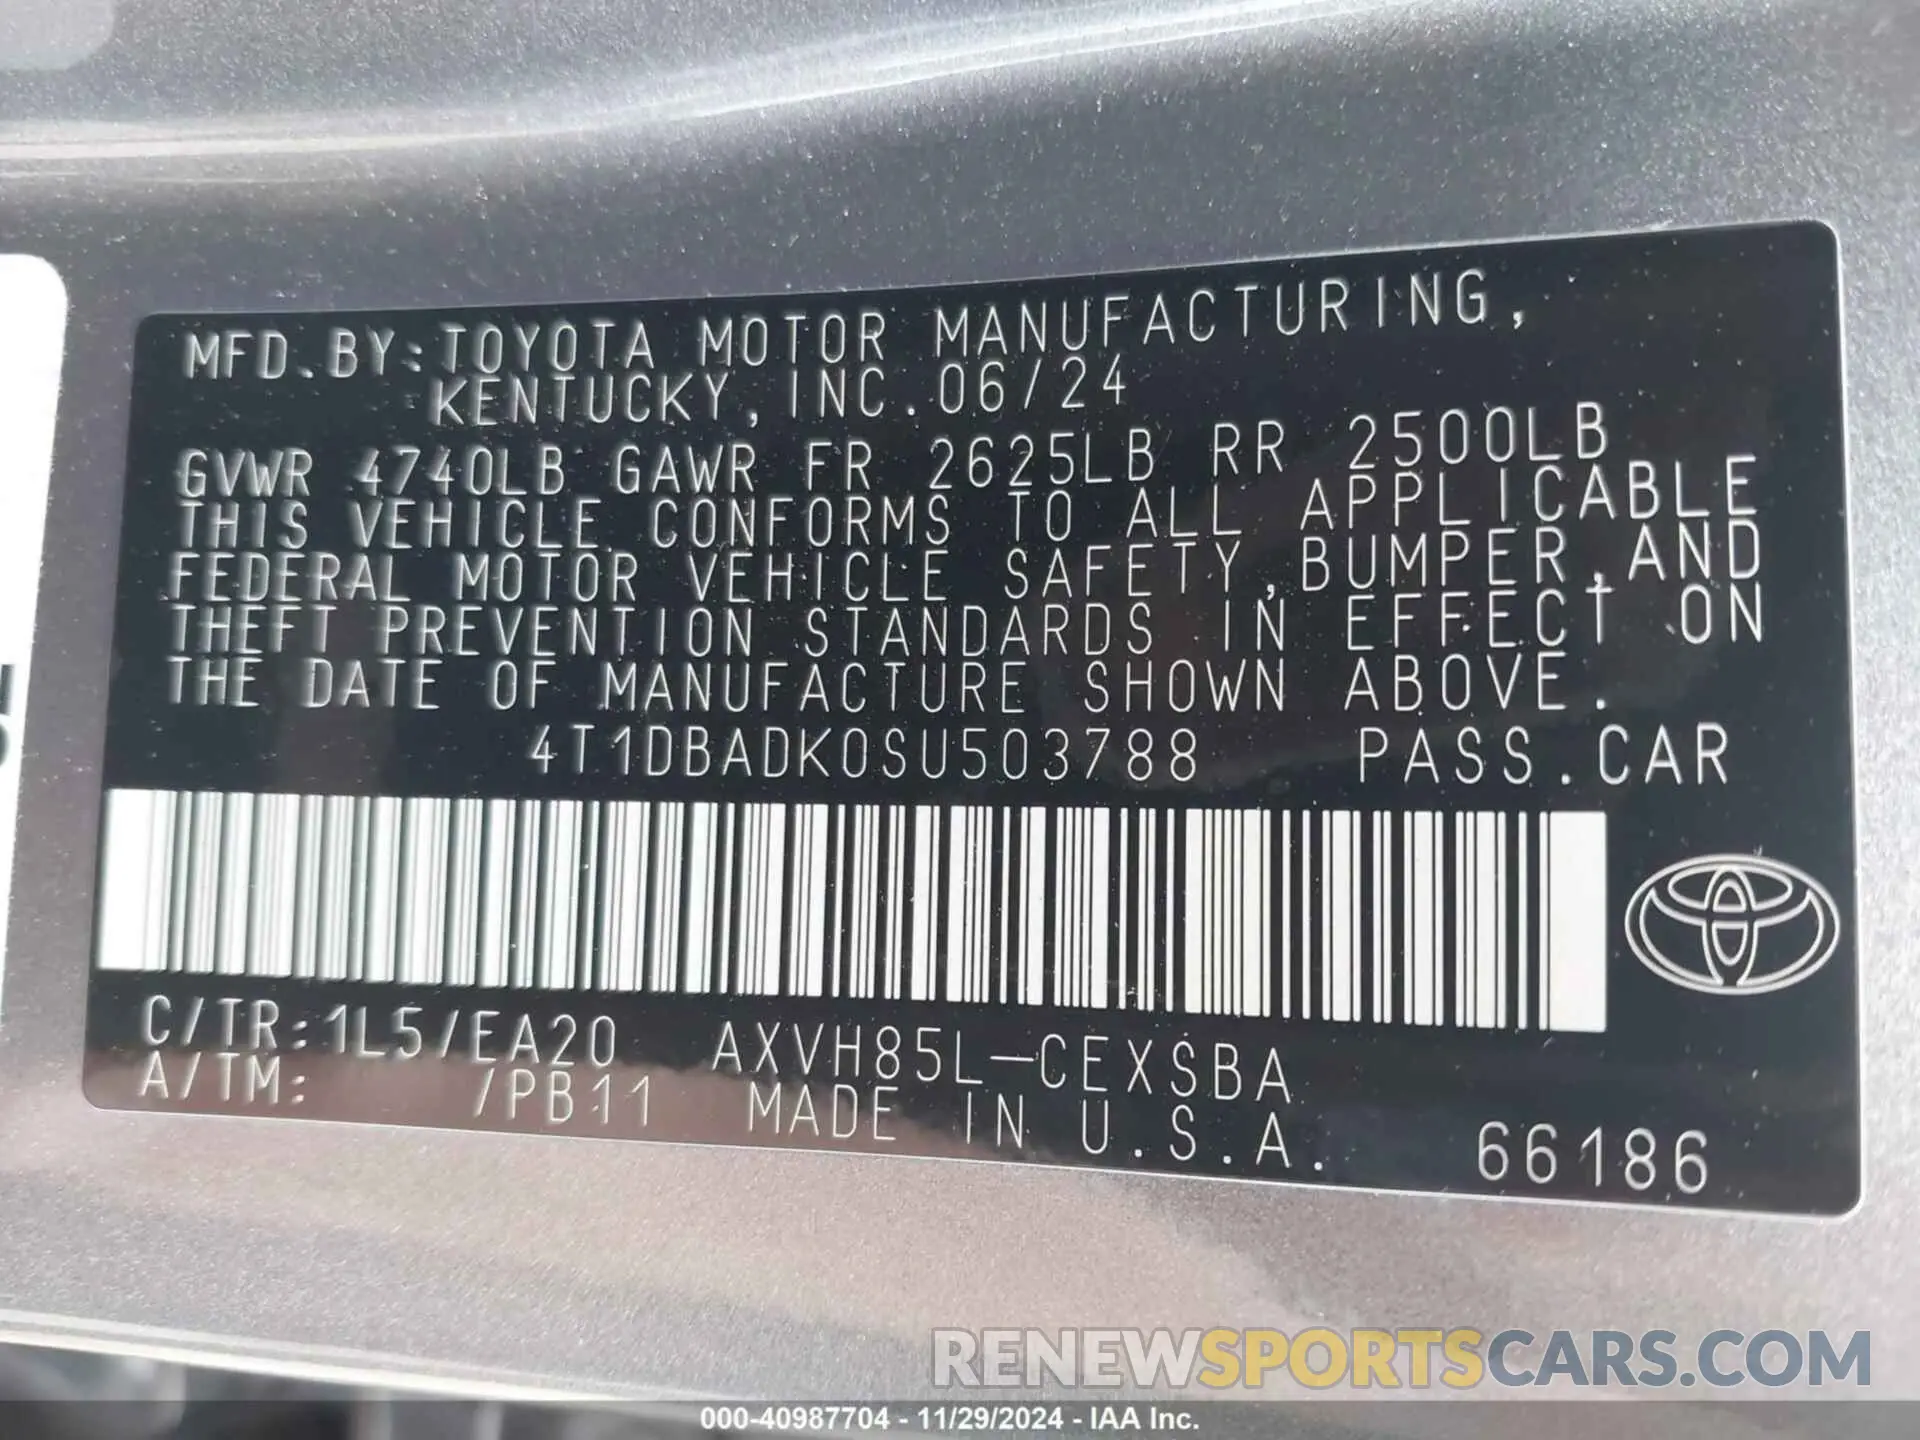 MFD.BY:TOYOTA MOTOR MANUFACTURING,
KENTUCKY, INC. 06/24
GVWR 4740LB GAWR FR 2625LB RR 2500LB
THIS VEHICLE CONFORMS TO ALL APPLICABLE
FEDERAL MOTOR VEHICLE SAFETY,BUMPER,AND
THEFT PREVENTION STANDARDS IN EFFECT ON
THE DATE OF MANUFACTURE SHOWN ABOVE.
4T1DBADK0SU503788 PASS.CAR
C/TR:1L5/EA20 AXVH85L-CEXSBA
A/TM: /PB11 MADE IN U.S.A. 66186
RENEWSPORTSCARS.COM
000-40987704 - 11/29/2024 - IAA Inc.